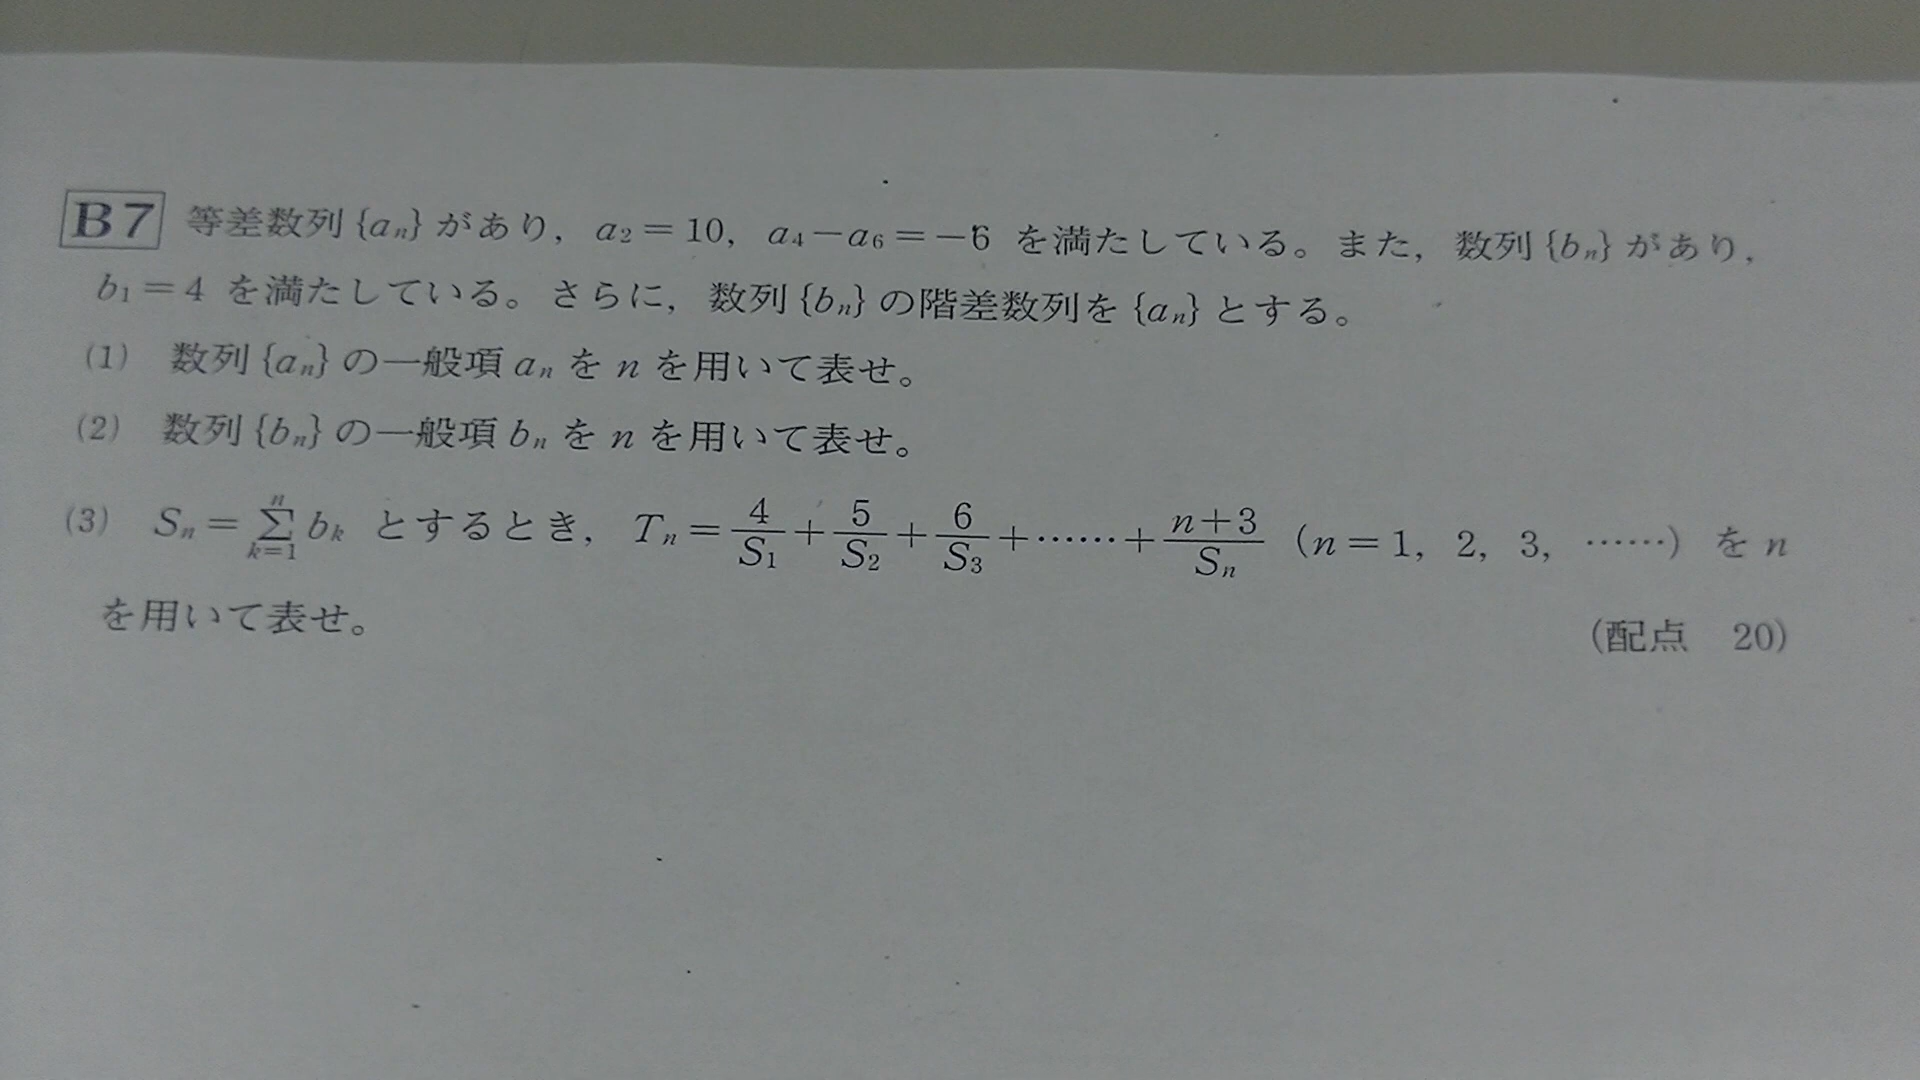 B7 等差数列{aₙ}があり，a₂＝10，a₄－a₆＝－6 を満たしている。また，数列{bₙ}があり，
b₁＝4 を満たしている。さらに，数列{bₙ}の階差数列を{aₙ}とする。
(1) 数列{aₙ}の一般項 aₙ を n を用いて表せ。
(2) 数列{bₙ}の一般項 bₙ を n を用いて表せ。
(3) Sₙ＝∑_{k=1}^{n} bₖ とするとき，Tₙ＝4/S₁＋5/S₂＋6/S₃＋……＋(n＋3)/Sₙ （n＝1，2，3，……）を n
を用いて表せ。
（配点 20）